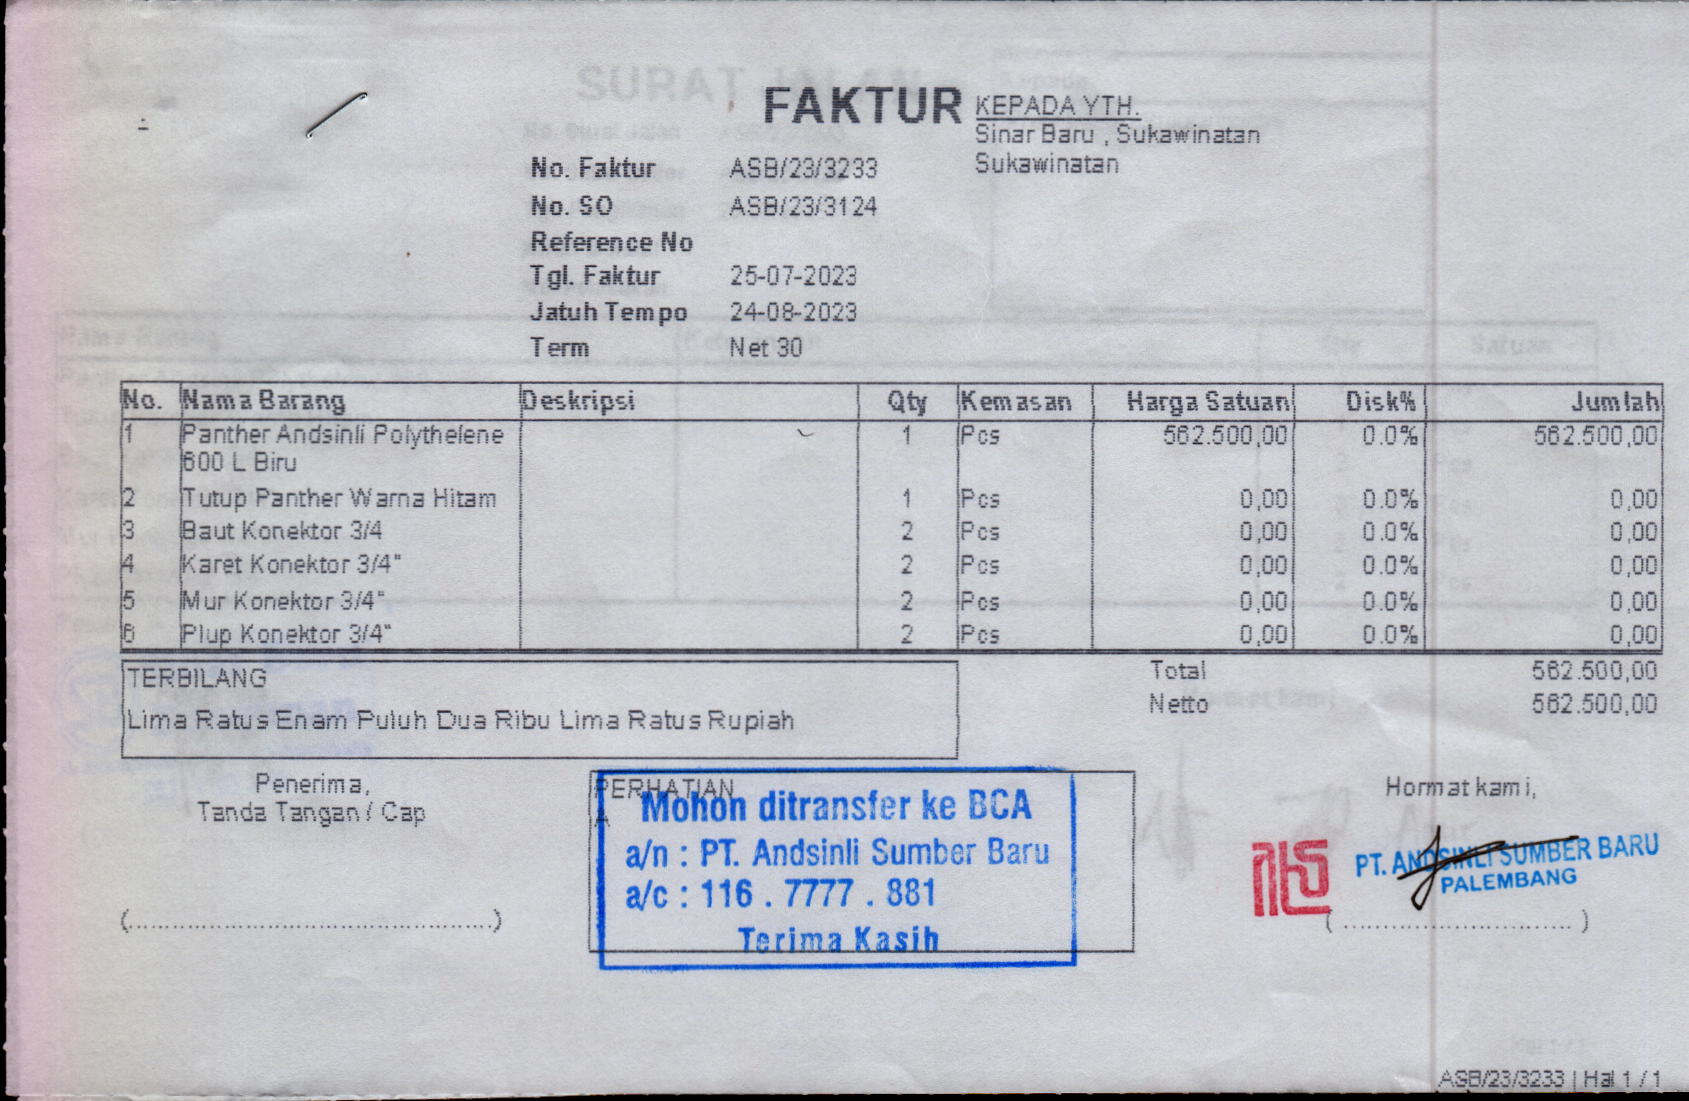 FAKTUR
KEPADA YTH.
Sinar Baru , Sukawinatan
Sukawinatan
No. Faktur ASB/23/3233
No. SO ASB/23/3124
Reference No
Tgl. Faktur 25-07-2023
Jatuh Tempo 24-08-2023
Term Net 30
No. Nama Barang Deskripsi Qty Kemasan Harga Satuan Disk% Jumlah
1 Panther Andsinli Polythelene 1 Pcs 562.500,00 0.0% 562.500,00
600 L Biru
2 Tutup Panther Warna Hitam 1 Pcs 0,00 0.0% 0,00
3 Baut Konektor 3/4 2 Pcs 0,00 0.0% 0,00
4 Karet Konektor 3/4" 2 Pcs 0,00 0.0% 0,00
5 Mur Konektor 3/4" 2 Pcs 0,00 0.0% 0,00
6 Plup Konektor 3/4" 2 Pcs 0,00 0.0% 0,00
TERBILANG
Lima Ratus Enam Puluh Dua Ribu Lima Ratus Rupiah
Total 562.500,00
Netto 562.500,00
Penerima,
Tanda Tangan / Cap
(................................................)
PERHATIAN
A
Mohon ditransfer ke BCA
a/n : PT. Andsinli Sumber Baru
a/c : 116 . 7777 . 881
Terima Kasih
Hormat kami,
PT. ANDSINLI SUMBER BARU
PALEMBANG
( ............................. )
ASB/23/3233 | Hal 1 / 1
SURAT JALAN